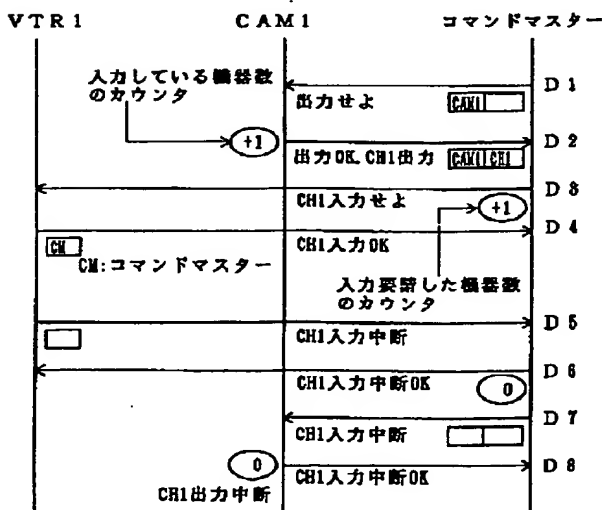 VTR1 CAM1 コマンドマスター
入力している機器数
のカウンタ
D1
出力せよ CAM1
+1
D2
出力OK,CH1出力 CAM1 CH1
D3
CH1入力せよ
+1
D4
CM
CH1入力OK
CM:コマンドマスター
入力要請した機器数
のカウンタ
D5
CH1入力中断
D6
CH1入力中断OK
0
D7
CH1入力中断
D8
0
CH1入力中断OK
CH1出力中断